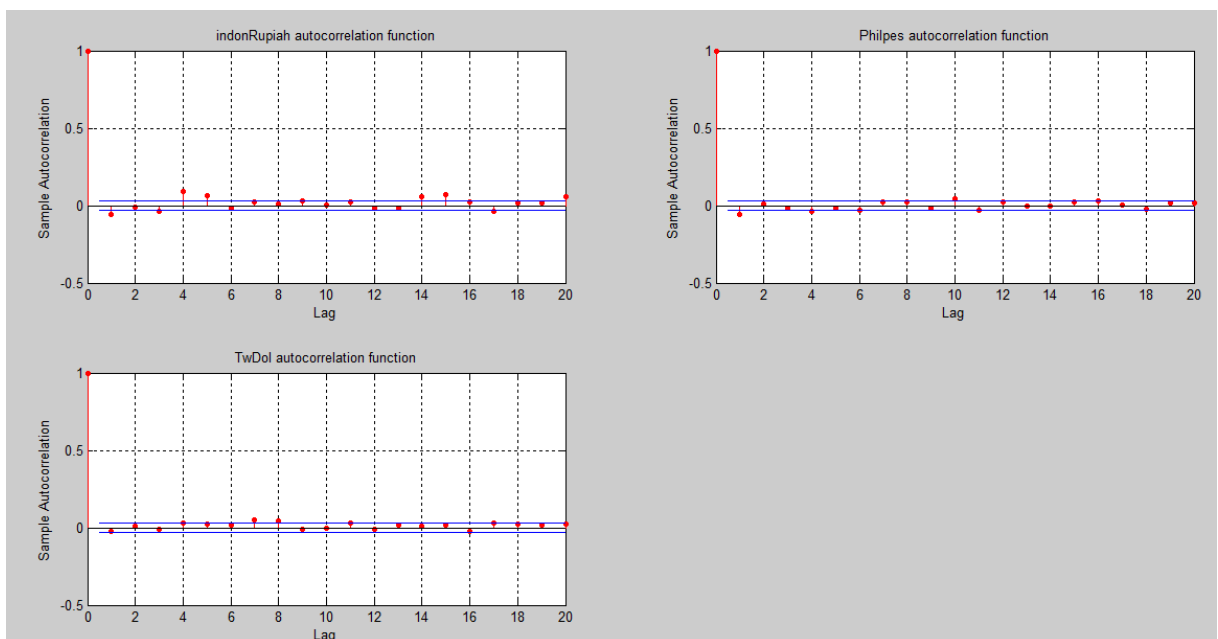 indonRupiah autocorrelation function
Sample Autocorrelation
1
0.5
0
-0.5
0 2 4 6 8 10 12 14 16 18 20
Lag
Philpes autocorrelation function
Sample Autocorrelation
1
0.5
0
-0.5
0 2 4 6 8 10 12 14 16 18 20
Lag
TwDol autocorrelation function
Sample Autocorrelation
1
0.5
0
-0.5
0 2 4 6 8 10 12 14 16 18 20
Lag